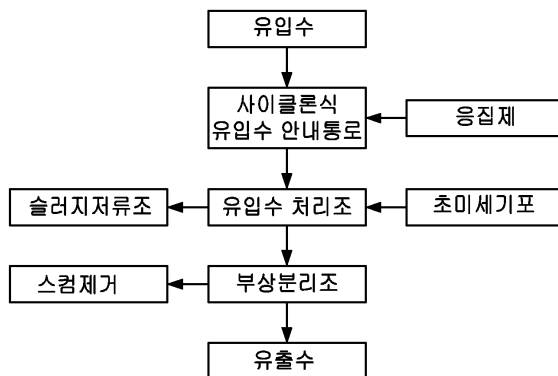 유입수
사이클론식
유입수 안내통로
응집제
슬러지저류조
유입수 처리조
초미세기포
스컴제거
부상분리조
유출수